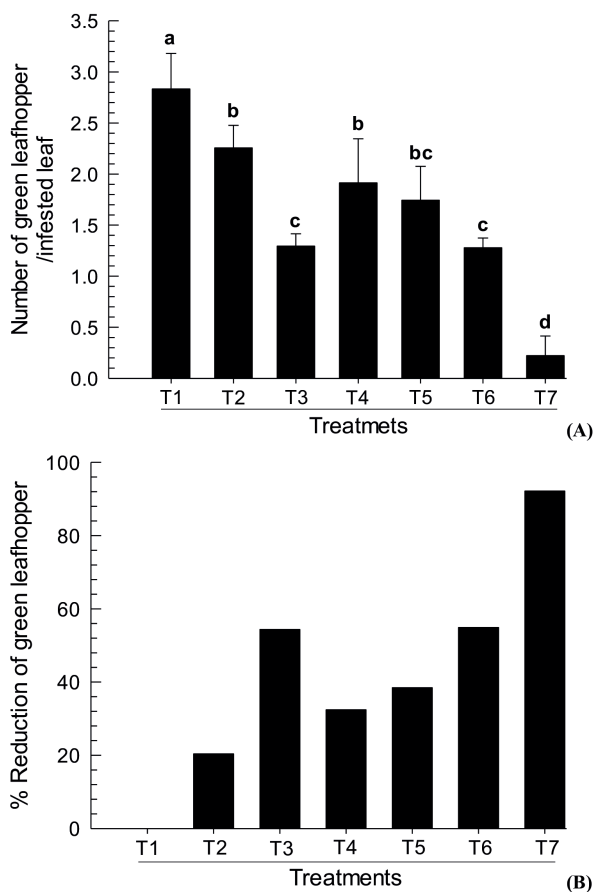 3.5
a
3.0
b
2.5
b
bc
2.0
1.5
c
c
1.0
0.5
d
0.0
Number of green leafhopper
/infested leaf
T1 T2 T3 T4 T5 T6 T7
Treatmets
(A)
100
80
60
40
20
0
% Reduction of green leafhopper
T1 T2 T3 T4 T5 T6 T7
Treatments
(B)